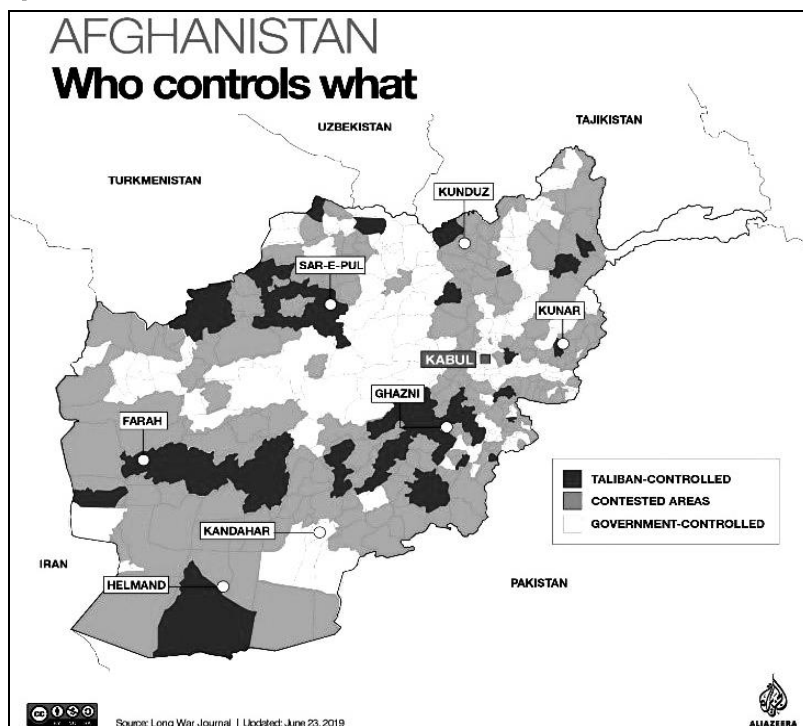 AFGHANISTAN
Who controls what
UZBEKISTAN
TAJIKISTAN
TURKMENISTAN
KUNDUZ
SAR-E-PUL
KUNAR
KABUL
GHAZNI
FARAH
TALIBAN-CONTROLLED
CONTESTED AREAS
GOVERNMENT-CONTROLLED
KANDAHAR
IRAN
HELMAND
PAKISTAN
Source: Long War Journal | Updated: June 23, 2019
ALJAZEERA